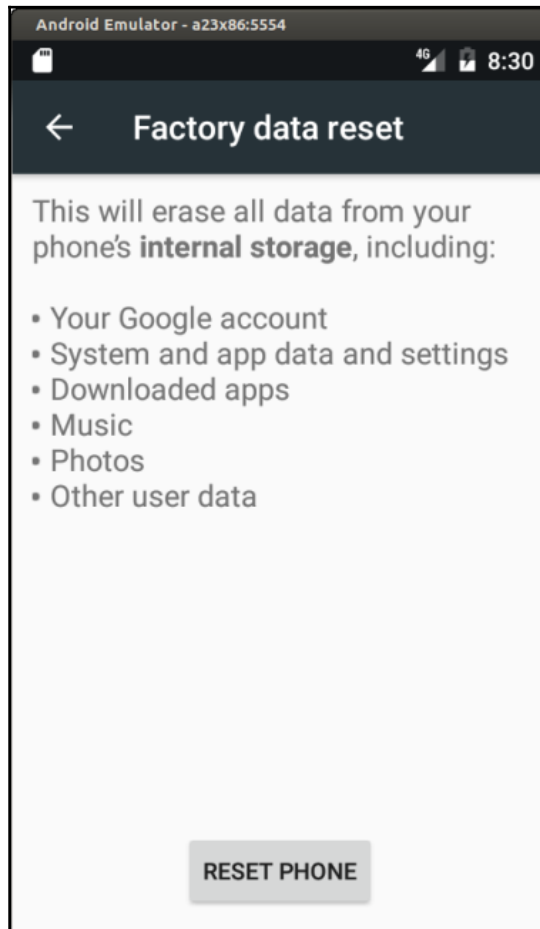 Android Emulator - a23x86:5554
4G 8:30
Factory data reset
This will erase all data from your
phone's internal storage, including:
• Your Google account
• System and app data and settings
• Downloaded apps
• Music
• Photos
• Other user data
RESET PHONE